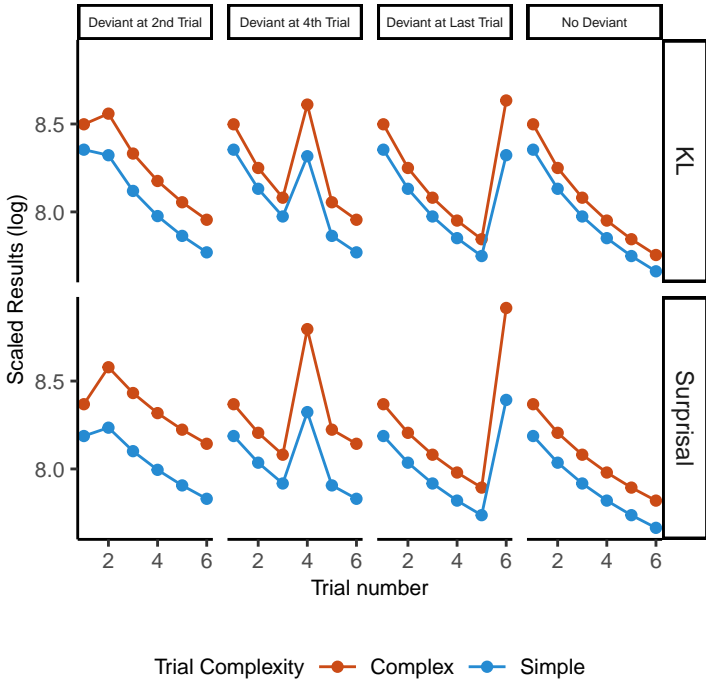 Deviant at 2nd Trial Deviant at 4th Trial Deviant at Last Trial No Deviant
8.5
8.0
KL
Scaled Results (log)
8.5
8.0
Surprisal
2 4 6 2 4 6 2 4 6 2 4 6
Trial number
Trial Complexity Complex Simple